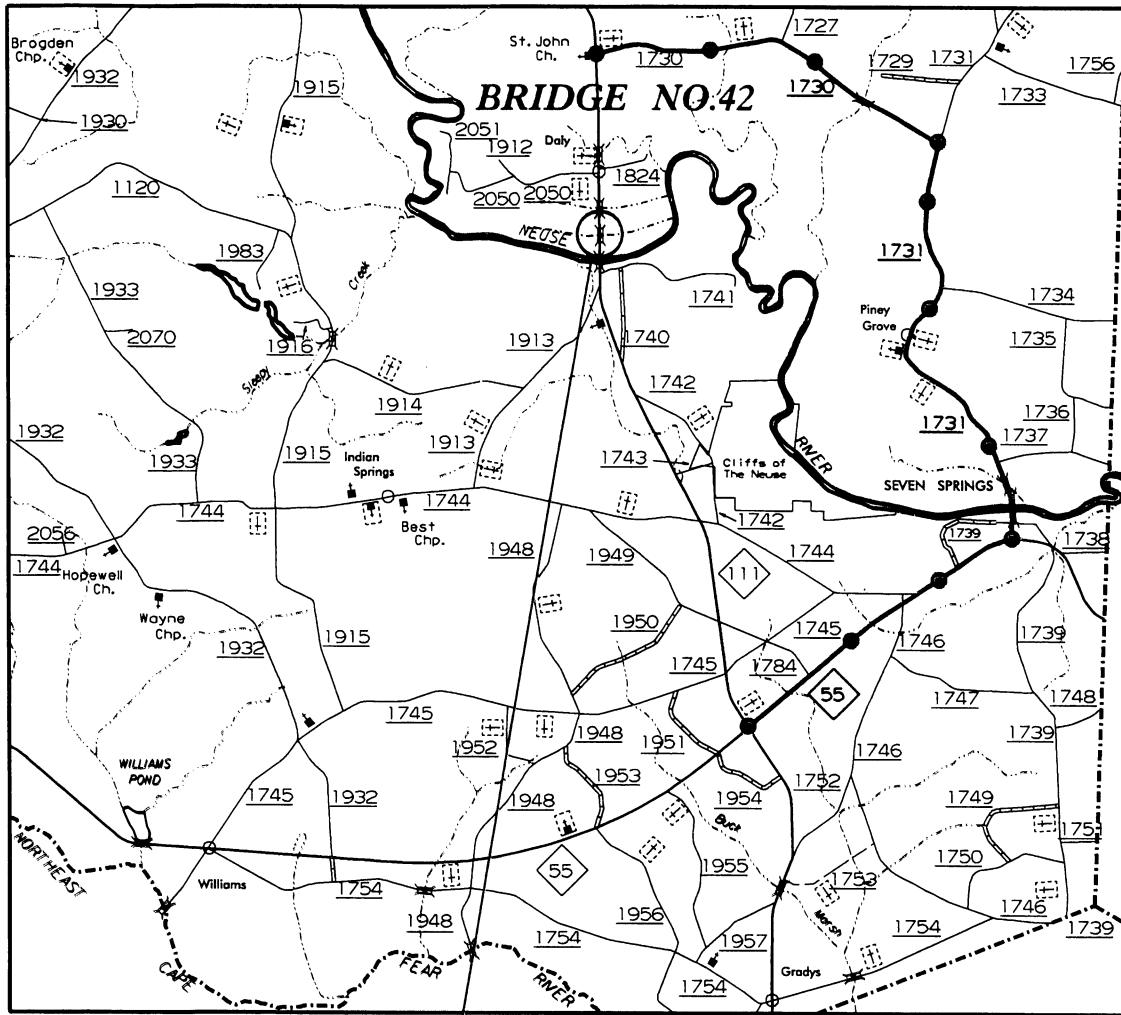 1727
Brogden
Chp.
1932
St. John
Ch.
1730
1729
1731
1756
1915
1730
1733
BRIDGE NO.42
1930
2051
1912
Daly
1824
1120
2050
2050
NEUSE
1983
Creek
1741
1731
1734
1933
Piney
Grove
2070
1916
1913
1740
1735
Sleepy
1742
1914
1736
1932
1913
1731
1737
1933
1915
Indian
Springs
1743
Cliffs of
The Neuse
RIVER
SEVEN SPRINGS
1744
1744
Best
Chp.
1742
2056
1739
1738
1744
1948
1949
1744
Hopewell
Ch.
111
Wayne
Chp.
1950
1745
1915
1739
1932
1745
1784
1746
55
1747
1748
1745
1952
1948
1951
1739
1746
WILLIAMS
POND
1953
1752
1745
1932
1948
1954
1749
1751
Buck
NORTHEAST
1750
55
1955
1753
Williams
1754
1948
1956
Marsh
1754
1746
1739
1754
1957
CAPE
FEAR
RIVER
1754
Gradys